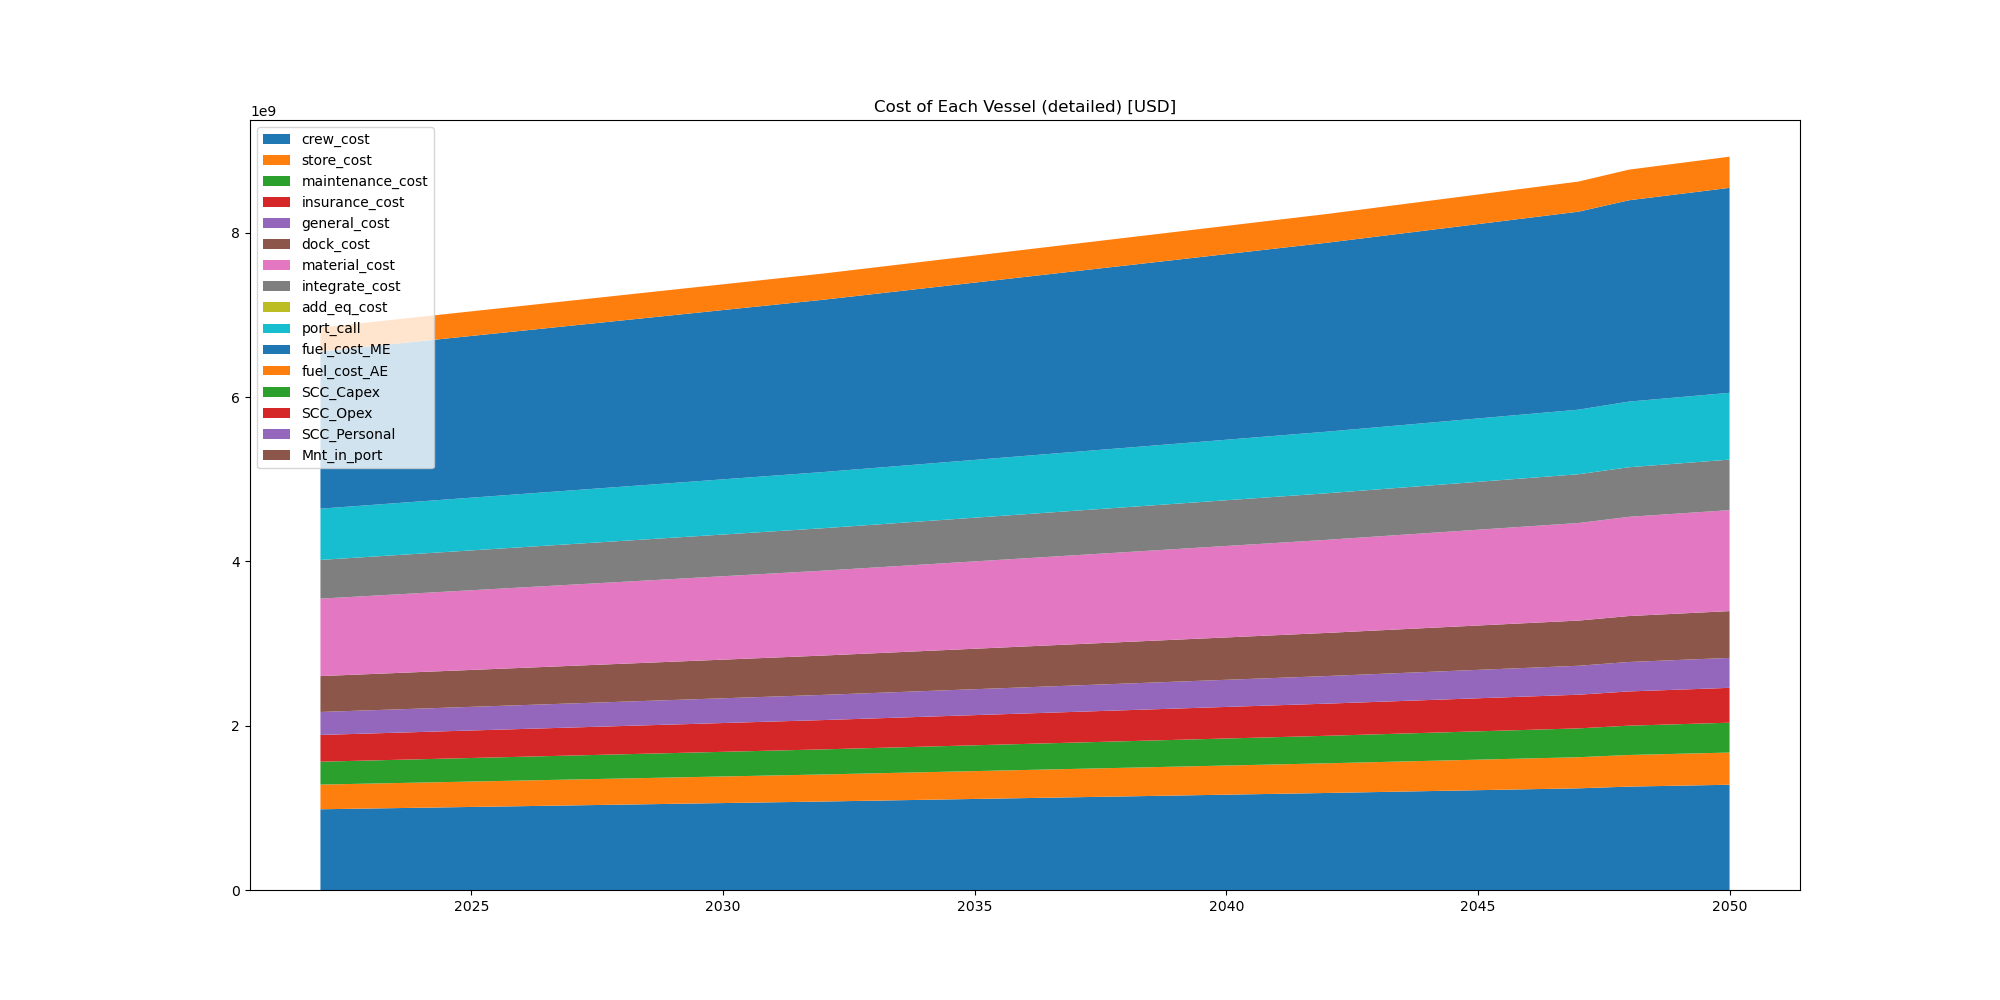 Cost of Each Vessel (detailed) [USD]
1e9
crew_cost
store_cost
maintenance_cost
insurance_cost
general_cost
dock_cost
material_cost
integrate_cost
add_eq_cost
port_call
fuel_cost_ME
fuel_cost_AE
SCC_Capex
SCC_Opex
SCC_Personal
Mnt_in_port
8
6
4
2
0
2025 2030 2035 2040 2045 2050